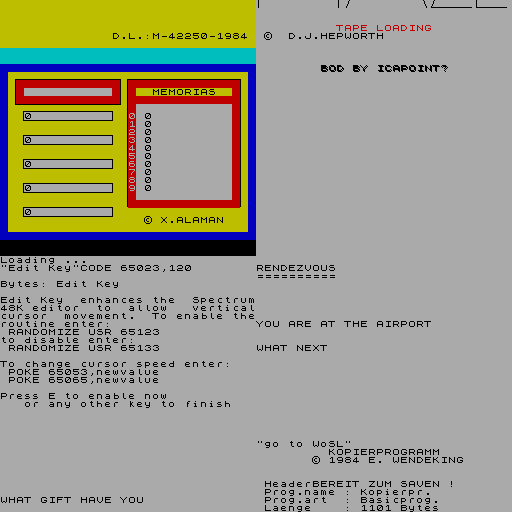 D.L.:M-42250-1984
MEMORIAS
0
0 0
1 0
2 0
3 0
4 0
5 0
6 0
7 0
8 0
9 0
0
0
0
0
© X.ALAMAN
TAPE LOADING
© D.J.HEPWORTH
BOD BY ICAPOINT?
Loading ...
"Edit Key"CODE 65023,120
Bytes: Edit Key
Edit Key enhances the Spectrum
48K editor to allow vertical
cursor movement. To enable the
routine enter:
RANDOMIZE USR 65123
to disable enter:
RANDOMIZE USR 65133
To change cursor speed enter:
POKE 65053,newvalue
POKE 65065,newvalue
Press E to enable now
or any other key to finish
WHAT GIFT HAVE YOU
RENDEZVOUS
==========
YOU ARE AT THE AIRPORT
WHAT NEXT
"go to WoSL"
KOPIERPROGRAMM
© 1984 E. WENDEKING
HeaderBEREIT ZUM SAVEN !
Prog.name : Kopierpr.
Prog.art : Basicprog.
Laenge : 1101 Bytes